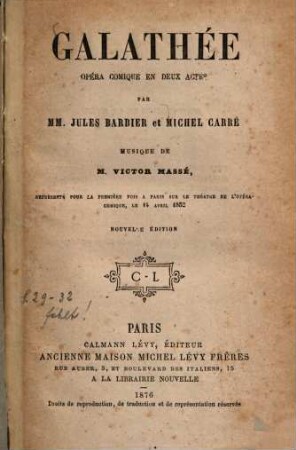 GALATHÉE
OPÉRA COMIQUE EN DEUX ACTES
PAR
MM. JULES BARBIER et MICHEL CARRÉ
MUSIQUE DE
M. VICTOR MASSÉ,
REPRÉSENTÉ POUR LA PREMIÈRE FOIS A PARIS SUR LE THÉATRE DE L'OPÉRA-
COMIQUE, LE 14 AVRIL 1852
NOUVELLE ÉDITION
C-L
S. 29-32
fehlt!
PARIS
CALMANN LÉVY, ÉDITEUR
ANCIENNE MAISON MICHEL LÉVY FRÈRES
RUE AUBER, 3, ET BOULEVARD DES ITALIENS, 15
A LA LIBRAIRIE NOUVELLE
1876
Droits de reproduction, de traduction et de représentation réservés